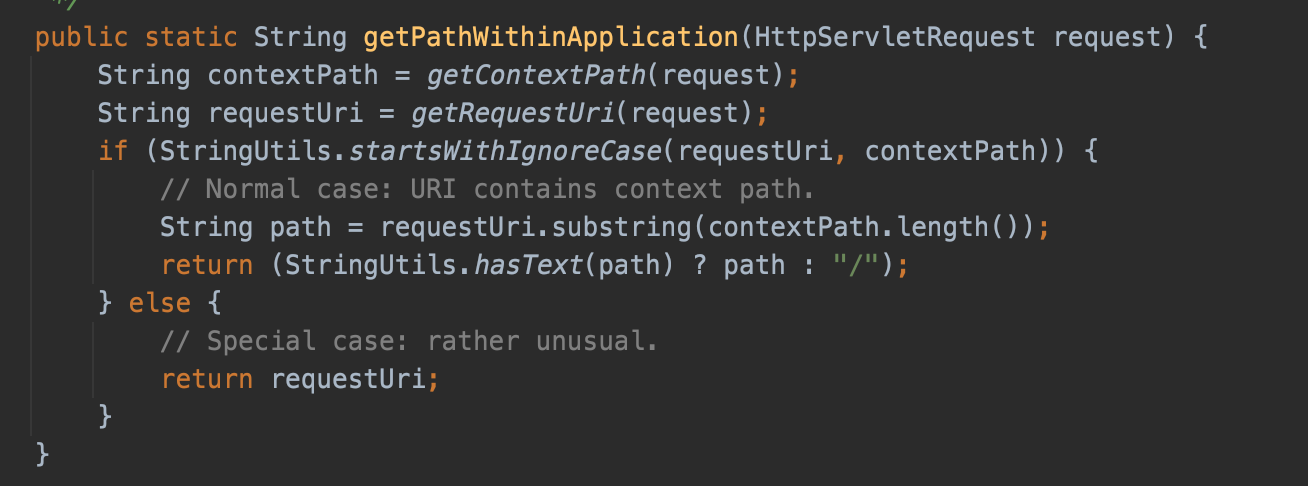 */
public static String getPathWithinApplication(HttpServletRequest request) {
    String contextPath = getContextPath(request);
    String requestUri = getRequestUri(request);
    if (StringUtils.startsWithIgnoreCase(requestUri, contextPath)) {
        // Normal case: URI contains context path.
        String path = requestUri.substring(contextPath.length());
        return (StringUtils.hasText(path) ? path : "/");
    } else {
        // Special case: rather unusual.
        return requestUri;
    }
}